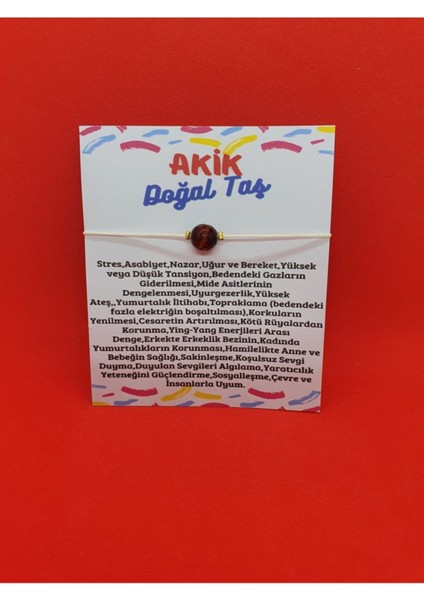 AKİK
Doğal Taş
Stres,Asabiyet,Nazar,Uğur ve Bereket,Yüksek
veya Düşük Tansiyon,Bedendeki Gazların
Giderilmesi,Mide Asitlerinin
Dengelenmesi,Uyurgezerlik,Yüksek
Ateş,,Yumurtalık İltihabı,Topraklama (bedendeki
fazla elektriğin boşaltılması),Korkuların
Yenilmesi,Cesaretin Artırılması,Kötü Rüyalardan
Korunma,Ying-Yang Enerjileri Arası
Denge,Erkekte Erkeklik Bezinin,Kadında
Yumurtalıkların Korunması,Hamilelikte Anne ve
Bebeğin Sağlığı,Sakinleşme,Koşulsuz Sevgi
Duyma,Duyulan Sevgileri Algılama,Yaratıcılık
Yeteneğini Güçlendirme,Sosyalleşme,Çevre ve
İnsanlarla Uyum.